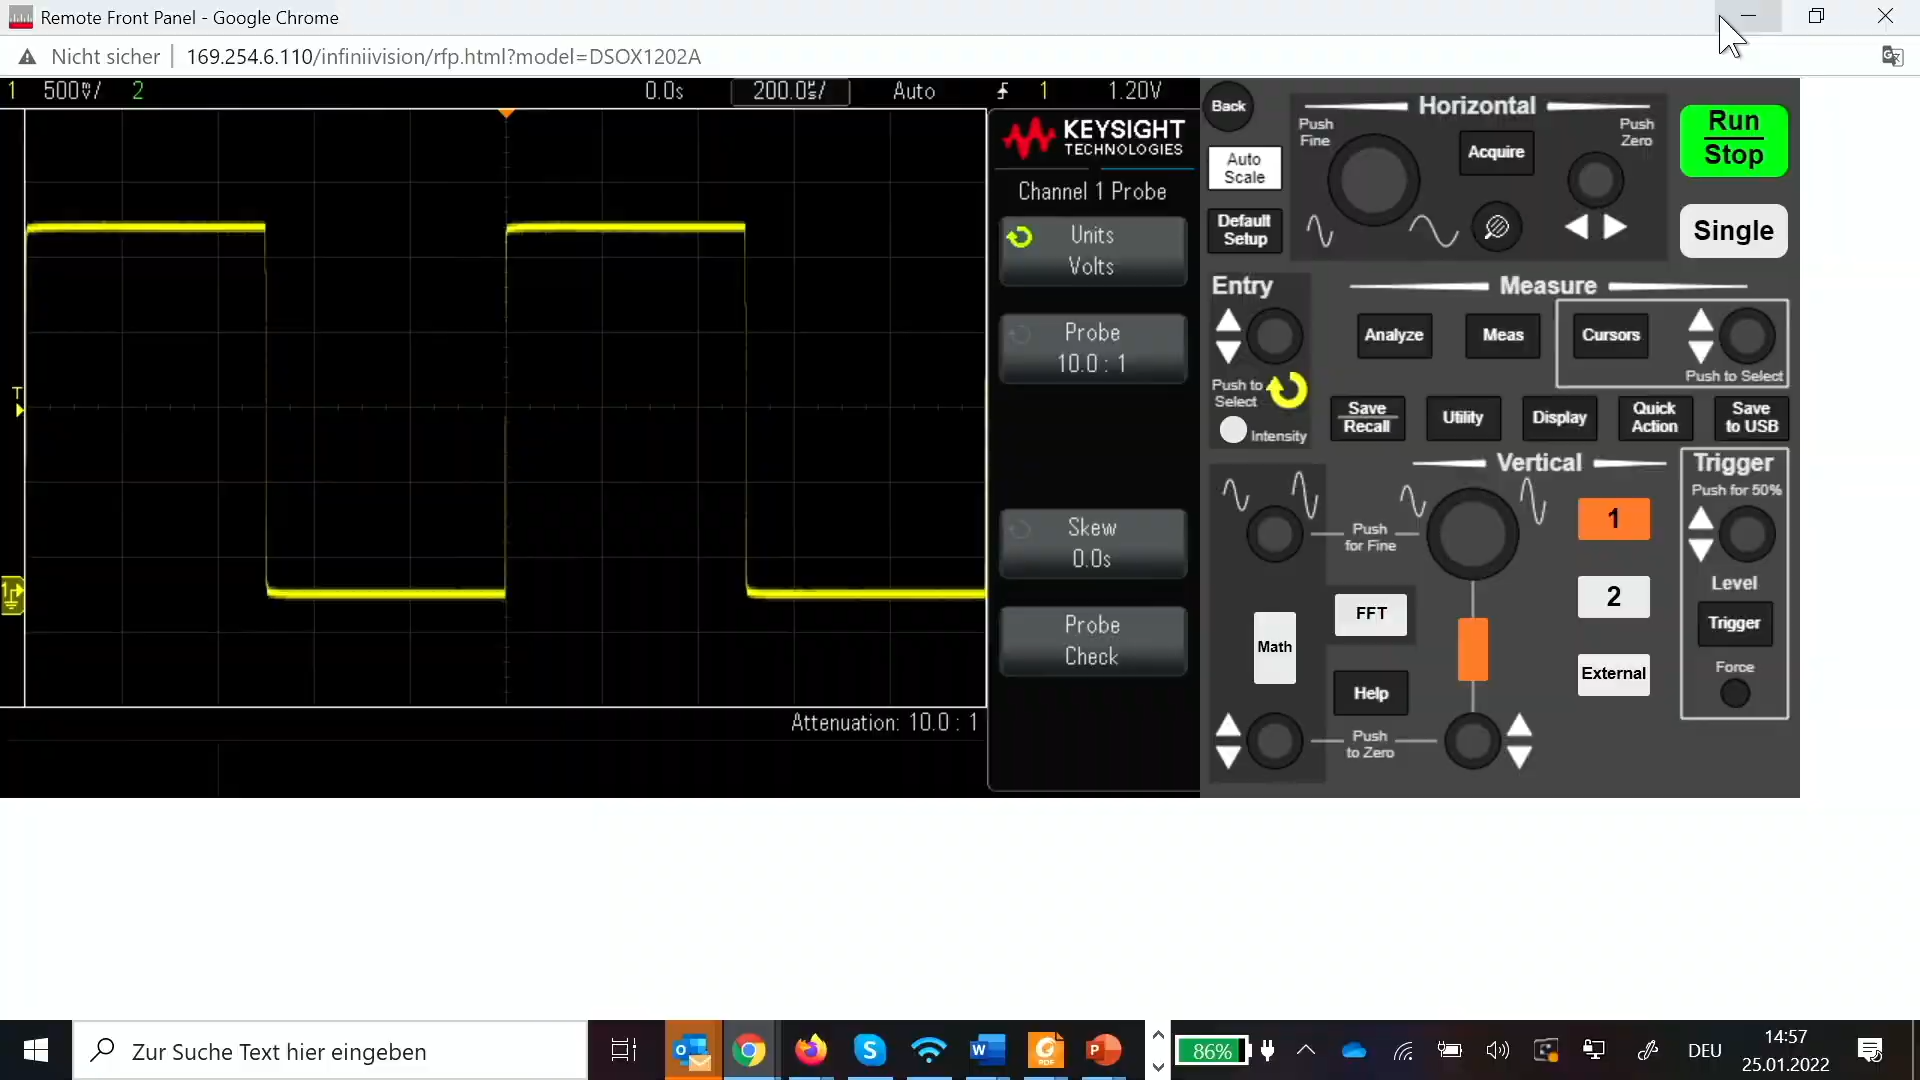 Remote Front Panel - Google Chrome
Nicht sicher
169.254.6.110/infiniivision/rfp.html?model=DSOX1202A
1 500mV/ 2 0.0s 200.0µs/ Auto 1 1.20V
T
1
KEYSIGHT
TECHNOLOGIES
Channel 1 Probe
Units
Volts
Probe
10.0 : 1
Skew
0.0s
Probe
Check
Attenuation: 10.0 : 1
Back
Horizontal
Push
Fine
Push
Zero
Acquire
Run
Stop
Auto
Scale
Default
Setup
Single
Entry
Measure
Analyze
Meas
Cursors
Push to Select
Push to
Select
Intensity
Save
Recall
Utility
Display
Quick
Action
Save
to USB
Vertical
Trigger
Push for 50%
Push
for Fine
1
Level
FFT
2
Trigger
Math
Force
External
Help
Push
to Zero
Zur Suche Text hier eingeben
86%
DEU
14:57
25.01.2022